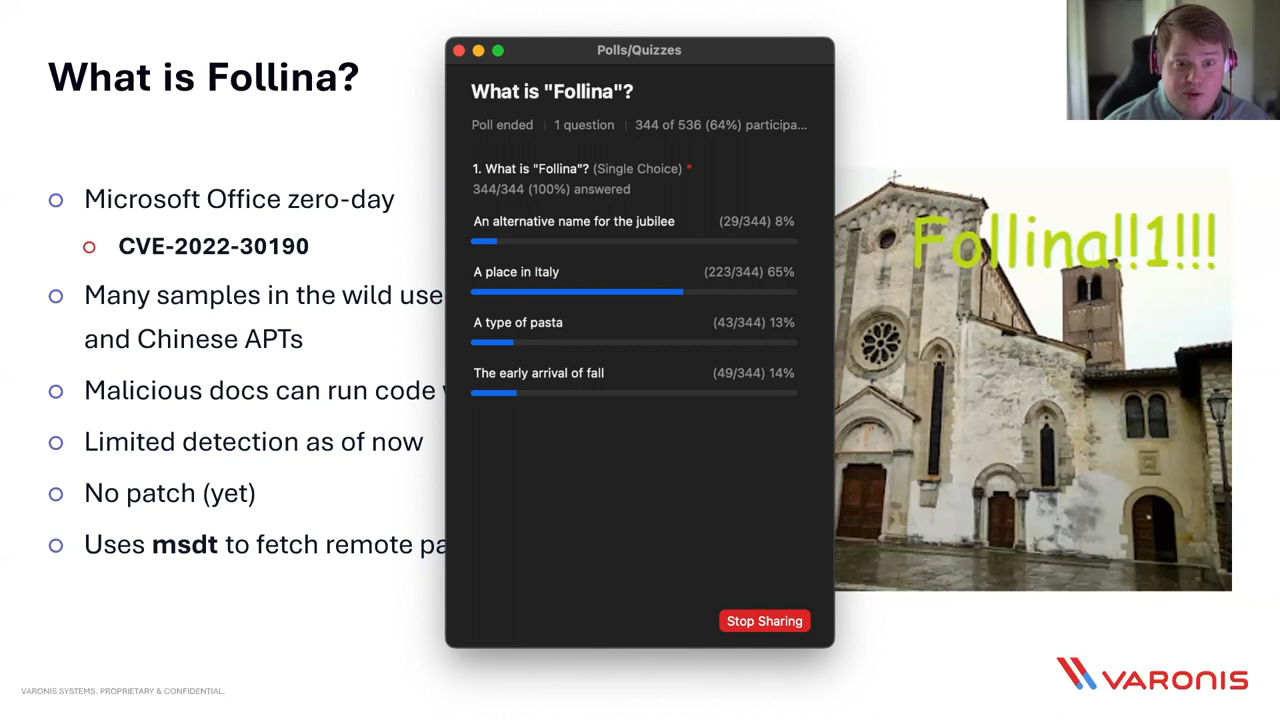 What is Follina?
Microsoft Office zero-day
CVE-2022-30190
Many samples in the wild use
and Chinese APTs
Malicious docs can run code
Limited detection as of now
No patch (yet)
Uses msdt to fetch remote
Polls/Quizzes
What is "Follina"?
Poll ended 1 question 344 of 536 (64%) participa...
1. What is "Follina"? (Single Choice) *
344/344 (100%) answered
An alternative name for the jubilee (29/344) 8%
A place in Italy (223/344) 65%
A type of pasta (43/344) 13%
The early arrival of fall (49/344) 14%
Stop Sharing
Follina!!1!!!
VARONIS SYSTEMS. PROPRIETARY & CONFIDENTIAL.
VARONIS